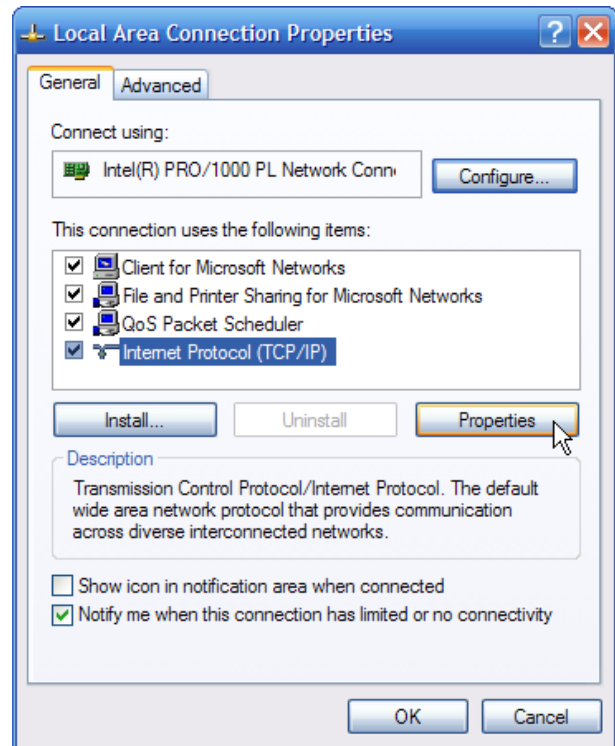 Local Area Connection Properties
General Advanced
Connect using:
Intel(R) PRO/1000 PL Network Conn
Configure...
This connection uses the following items:
Client for Microsoft Networks
File and Printer Sharing for Microsoft Networks
QoS Packet Scheduler
Internet Protocol (TCP/IP)
Install... Uninstall Properties
Description
Transmission Control Protocol/Internet Protocol. The default
wide area network protocol that provides communication
across diverse interconnected networks.
Show icon in notification area when connected
Notify me when this connection has limited or no connectivity
OK Cancel